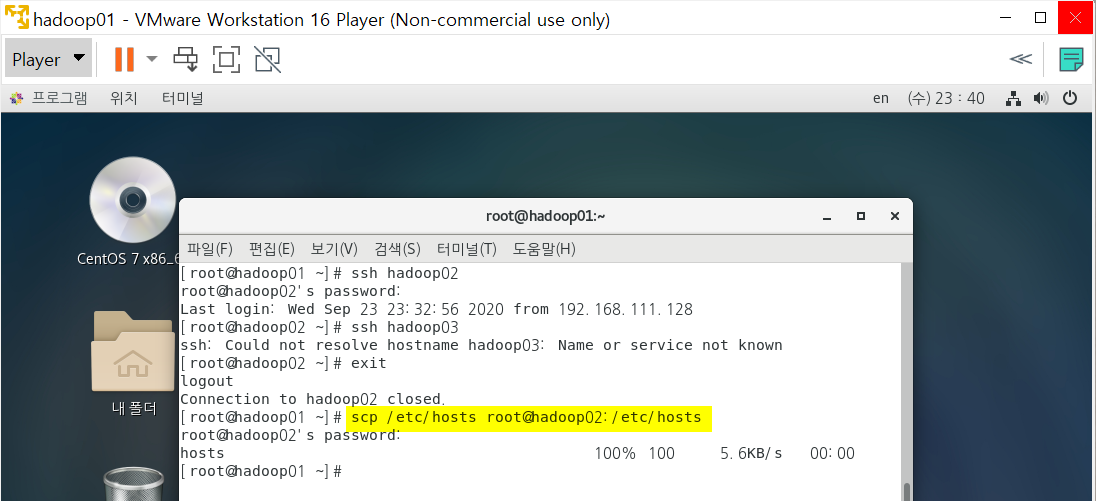 hadoop01 - VMware Workstation 16 Player (Non-commercial use only)
Player
프로그램 위치 터미널 en (수) 23 : 40
CentOS 7 x86_6
내 폴더
root@hadoop01:~
파일(F) 편집(E) 보기(V) 검색(S) 터미널(T) 도움말(H)
[root@hadoop01 ~]# ssh hadoop02
root@hadoop02's password:
Last login: Wed Sep 23 23:32:56 2020 from 192.168.111.128
[root@hadoop02 ~]# ssh hadoop03
ssh: Could not resolve hostname hadoop03: Name or service not known
[root@hadoop02 ~]# exit
logout
Connection to hadoop02 closed.
[root@hadoop01 ~]# scp /etc/hosts root@hadoop02:/etc/hosts
root@hadoop02's password:
hosts 100% 100 5.6KB/s 00:00
[root@hadoop01 ~]#